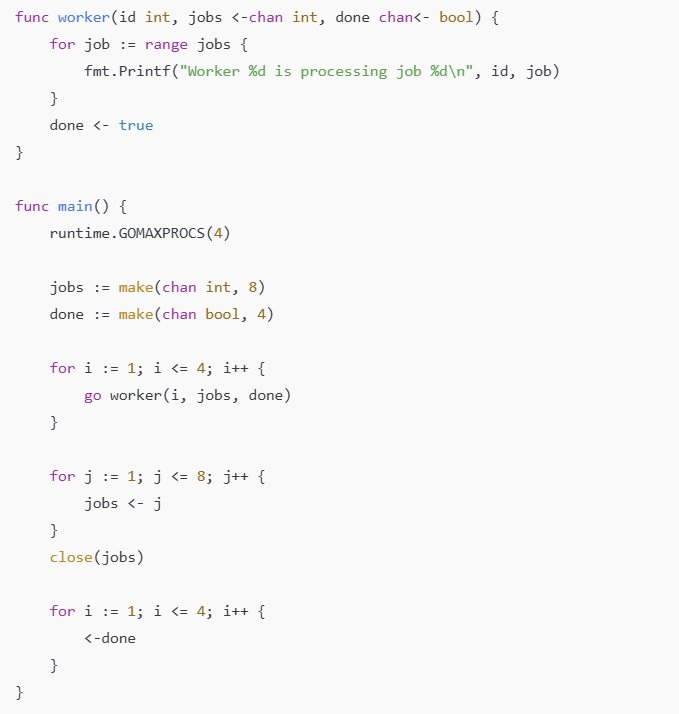 func worker(id int, jobs <-chan int, done chan<- bool) {
    for job := range jobs {
        fmt.Printf("Worker %d is processing job %d\n", id, job)
    }
    done <- true
}

func main() {
    runtime.GOMAXPROCS(4)

    jobs := make(chan int, 8)
    done := make(chan bool, 4)

    for i := 1; i <= 4; i++ {
        go worker(i, jobs, done)
    }

    for j := 1; j <= 8; j++ {
        jobs <- j
    }
    close(jobs)

    for i := 1; i <= 4; i++ {
        <-done
    }
}